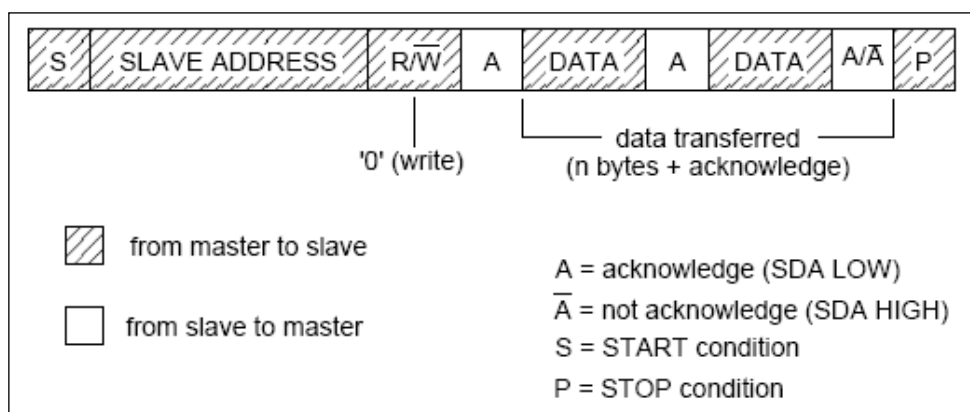 S SLAVE ADDRESS R/W̅ A DATA A DATA A/A̅ P
'0' (write)
data transferred
(n bytes + acknowledge)
from master to slave
from slave to master
A = acknowledge (SDA LOW)
A̅ = not acknowledge (SDA HIGH)
S = START condition
P = STOP condition